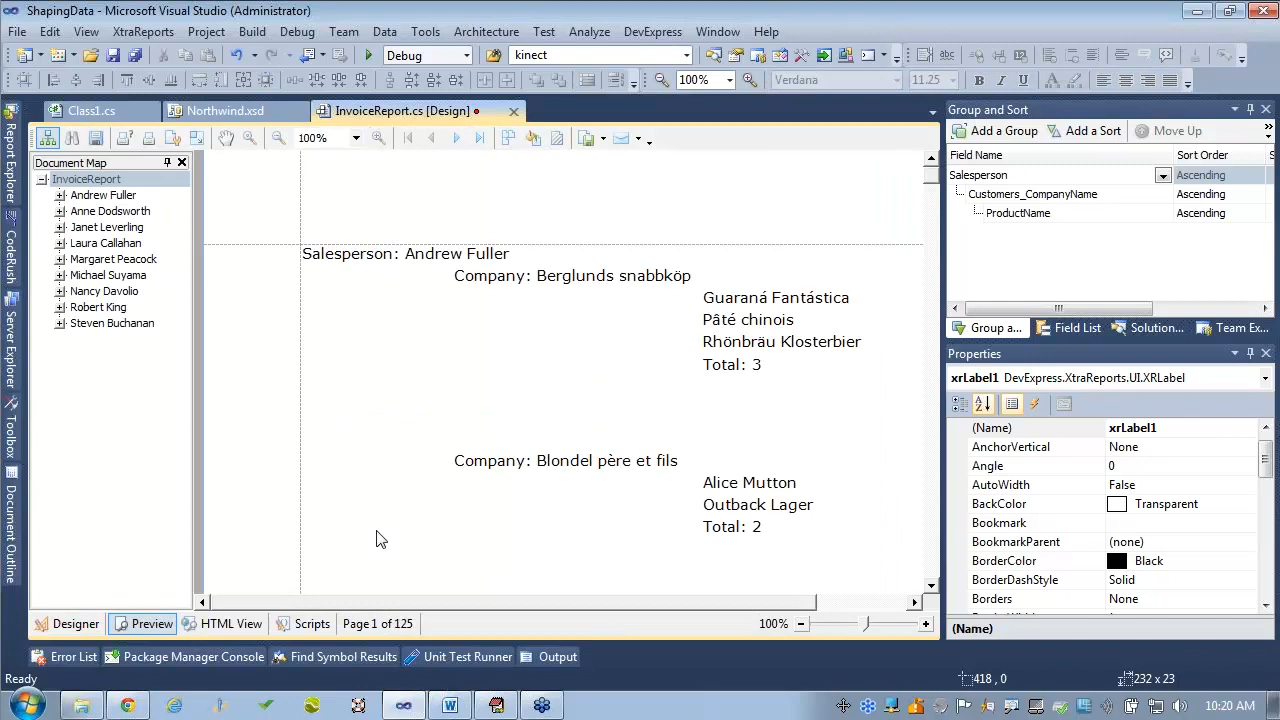 ShapingData - Microsoft Visual Studio (Administrator)
File Edit View XtraReports Project Build Debug Team Data Tools Architecture Test Analyze DevExpress Window Help
Debug kinect
100% Verdana 11.25 B I U
Class1.cs Northwind.xsd InvoiceReport.cs [Design]
Group and Sort
100%
Add a Group Add a Sort Move Up
Document Map
Field Name Sort Order S
InvoiceReport
Andrew Fuller
Anne Dodsworth
Janet Leverling
Laura Callahan
Margaret Peacock
Michael Suyama
Nancy Davolio
Robert King
Steven Buchanan
Salesperson: Andrew Fuller
Company: Berglunds snabbköp
Guaraná Fantástica
Pâté chinois
Rhönbräu Klosterbier
Total: 3
Company: Blondel père et fils
Alice Mutton
Outback Lager
Total: 2
Salesperson Ascending
Customers_CompanyName Ascending
ProductName Ascending
Group a... Field List Solution... Team Ex...
Properties
xrLabel1 DevExpress.XtraReports.UI.XRLabel
(Name) xrLabel1
AnchorVertical None
Angle 0
AutoWidth False
BackColor Transparent
Bookmark
BookmarkParent (none)
BorderColor Black
BorderDashStyle Solid
Borders None
(Name)
Report Explorer
CodeRush
Server Explorer
Toolbox
Document Outline
Designer Preview HTML View Scripts Page 1 of 125 100%
Error List Package Manager Console Find Symbol Results Unit Test Runner Output
Ready 418 , 0 232 x 23
10:20 AM